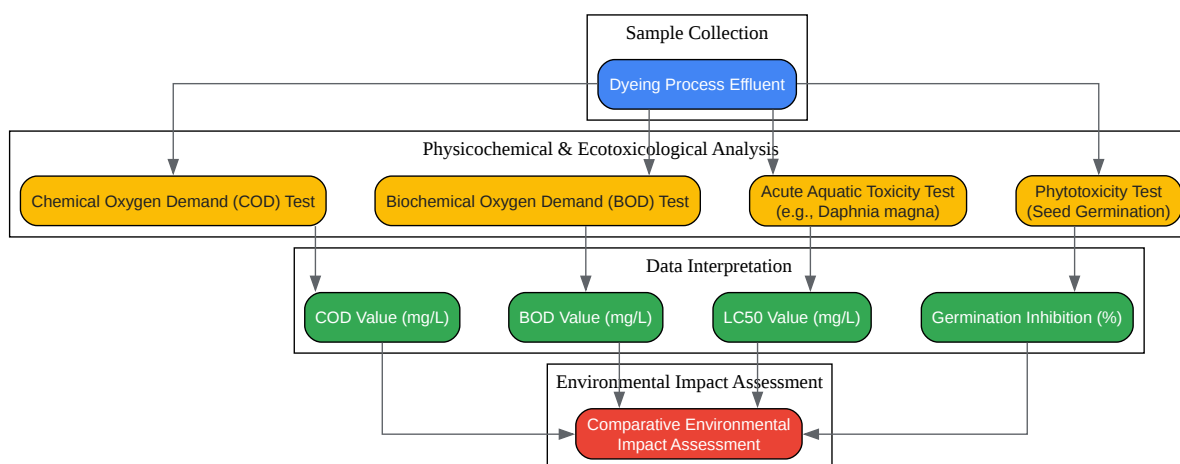 Sample Collection
Dyeing Process Effluent
Physicochemical & Ecotoxicological Analysis
Chemical Oxygen Demand (COD) Test
Biochemical Oxygen Demand (BOD) Test
Acute Aquatic Toxicity Test
(e.g., Daphnia magna)
Phytotoxicity Test
(Seed Germination)
Data Interpretation
COD Value (mg/L)
BOD Value (mg/L)
LC50 Value (mg/L)
Germination Inhibition (%)
Environmental Impact Assessment
Comparative Environmental
Impact Assessment